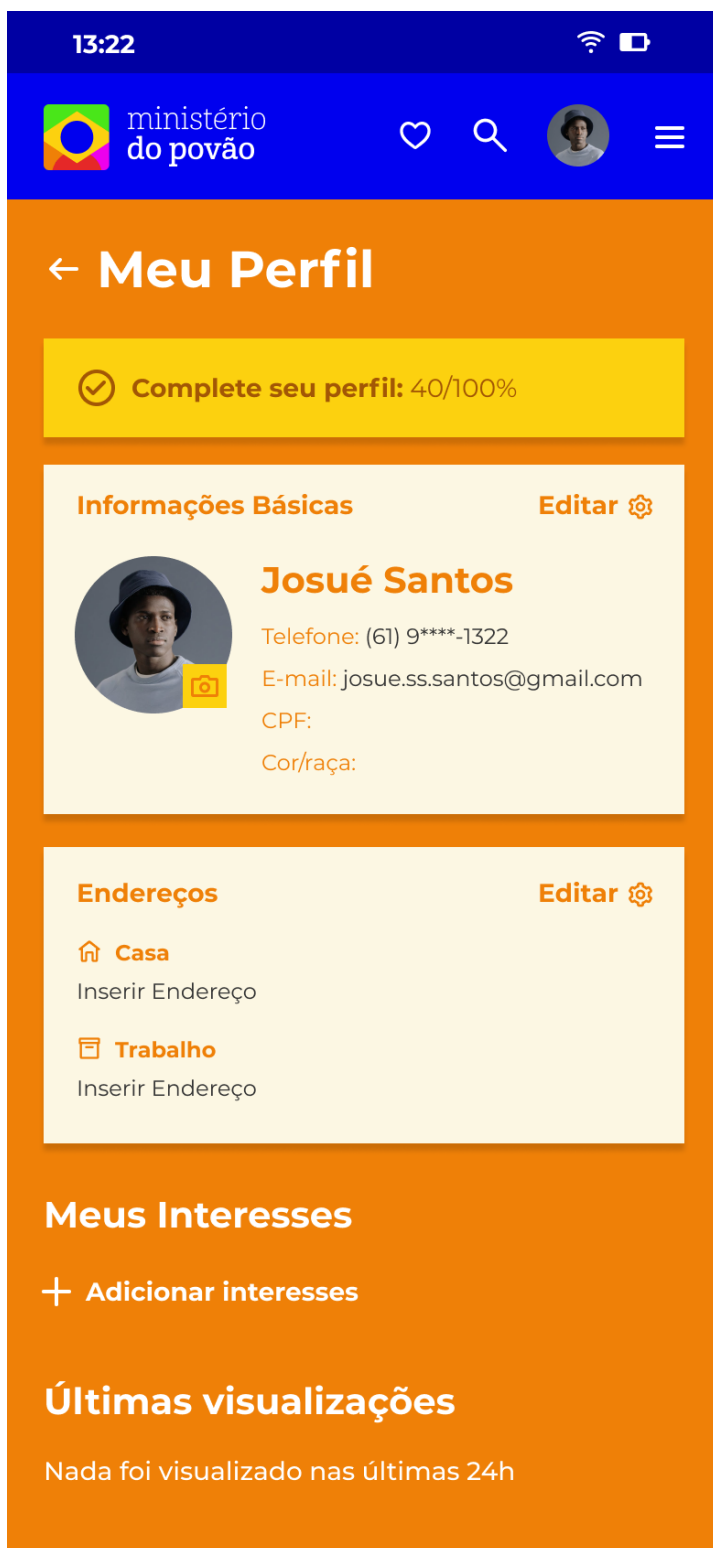 13:22
ministério
do povão
Meu Perfil
Complete seu perfil: 40/100%
Informações Básicas
Editar
Josué Santos
Telefone: (61) 9****-1322
E-mail: josue.ss.santos@gmail.com
CPF:
Cor/raça:
Endereços
Editar
Casa
Inserir Endereço
Trabalho
Inserir Endereço
Meus Interesses
Adicionar interesses
Últimas visualizações
Nada foi visualizado nas últimas 24h